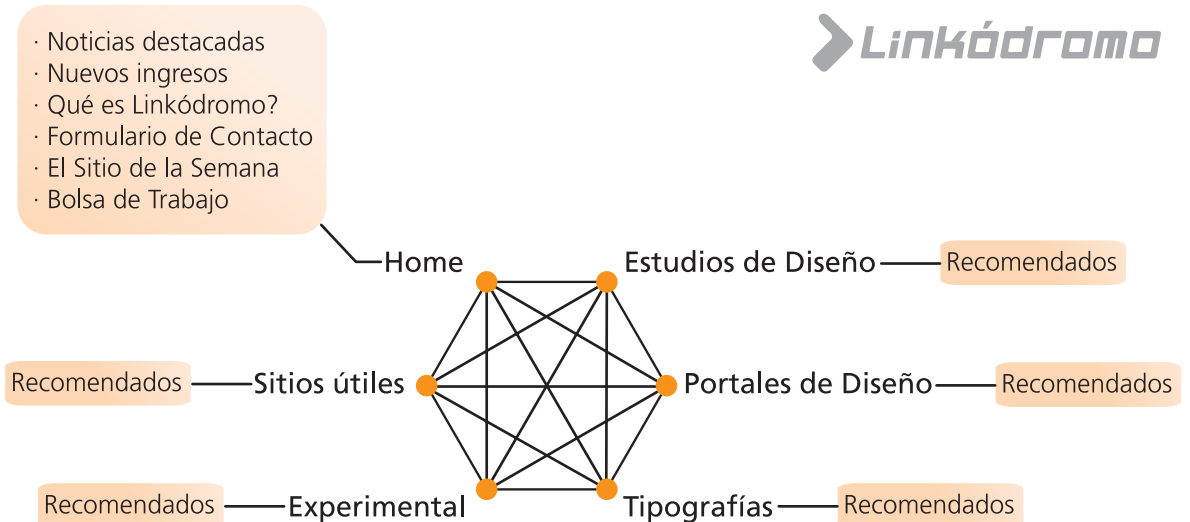 · Noticias destacadas
· Nuevos ingresos
· Qué es Linkódromo?
· Formulario de Contacto
· El Sitio de la Semana
· Bolsa de Trabajo
Linkódromo
Home
Estudios de Diseño
Recomendados
Recomendados
Sitios útiles
Portales de Diseño
Recomendados
Recomendados
Experimental
Tipografías
Recomendados